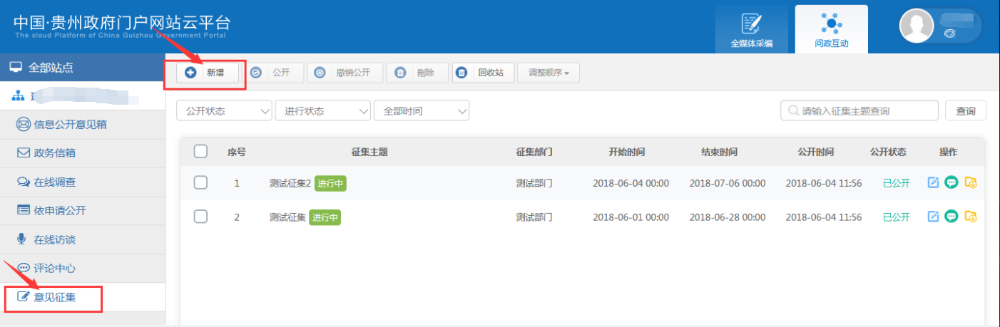 中国·贵州政府门户网站云平台
The cloud Platform of China Guizhou Government Portal
全媒体采编
问政互动
全部站点
信息公开意见箱
政务信箱
在线调查
依申请公开
在线访谈
评论中心
意见征集
新增 公开 撤销公开 删除 回收站 调整顺序
公开状态 进行状态 全部时间 请输入征集主题查询 查询
序号 征集主题 征集部门 开始时间 结束时间 公开时间 公开状态 操作
1 测试征集2 进行中 测试部门 2018-06-04 00:00 2018-07-06 00:00 2018-06-04 11:56 已公开
2 测试征集 进行中 测试部门 2018-06-01 00:00 2018-06-28 00:00 2018-06-04 11:56 已公开